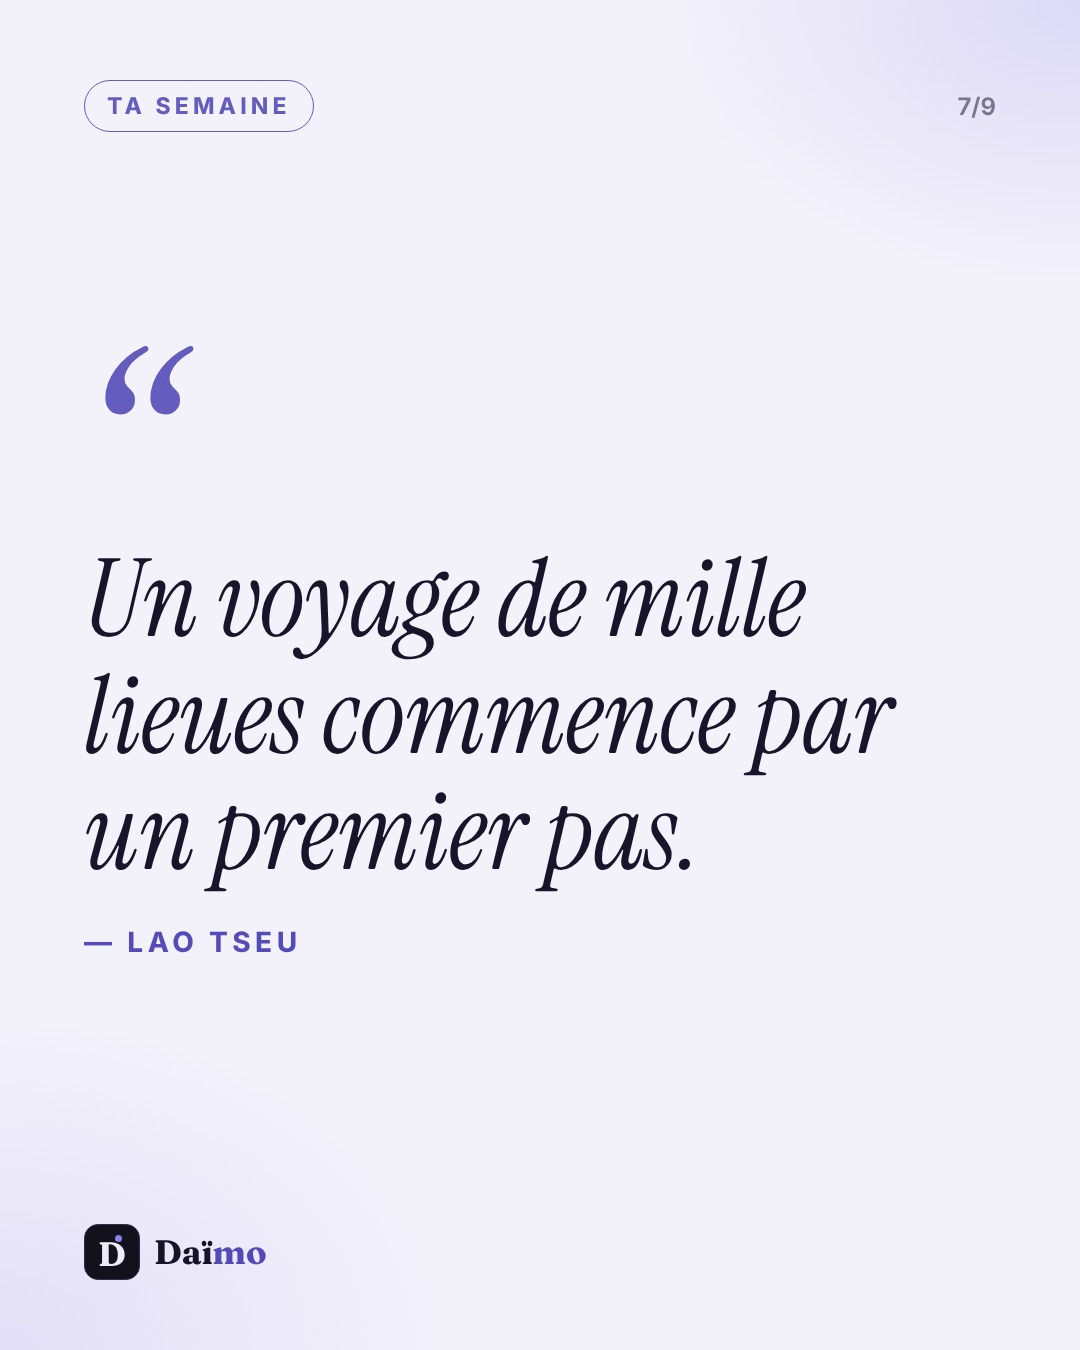 TA SEMAINE
7/9
“
Un voyage de mille
lieues commence par
un premier pas.
— LAO TSEU
D Daïmo